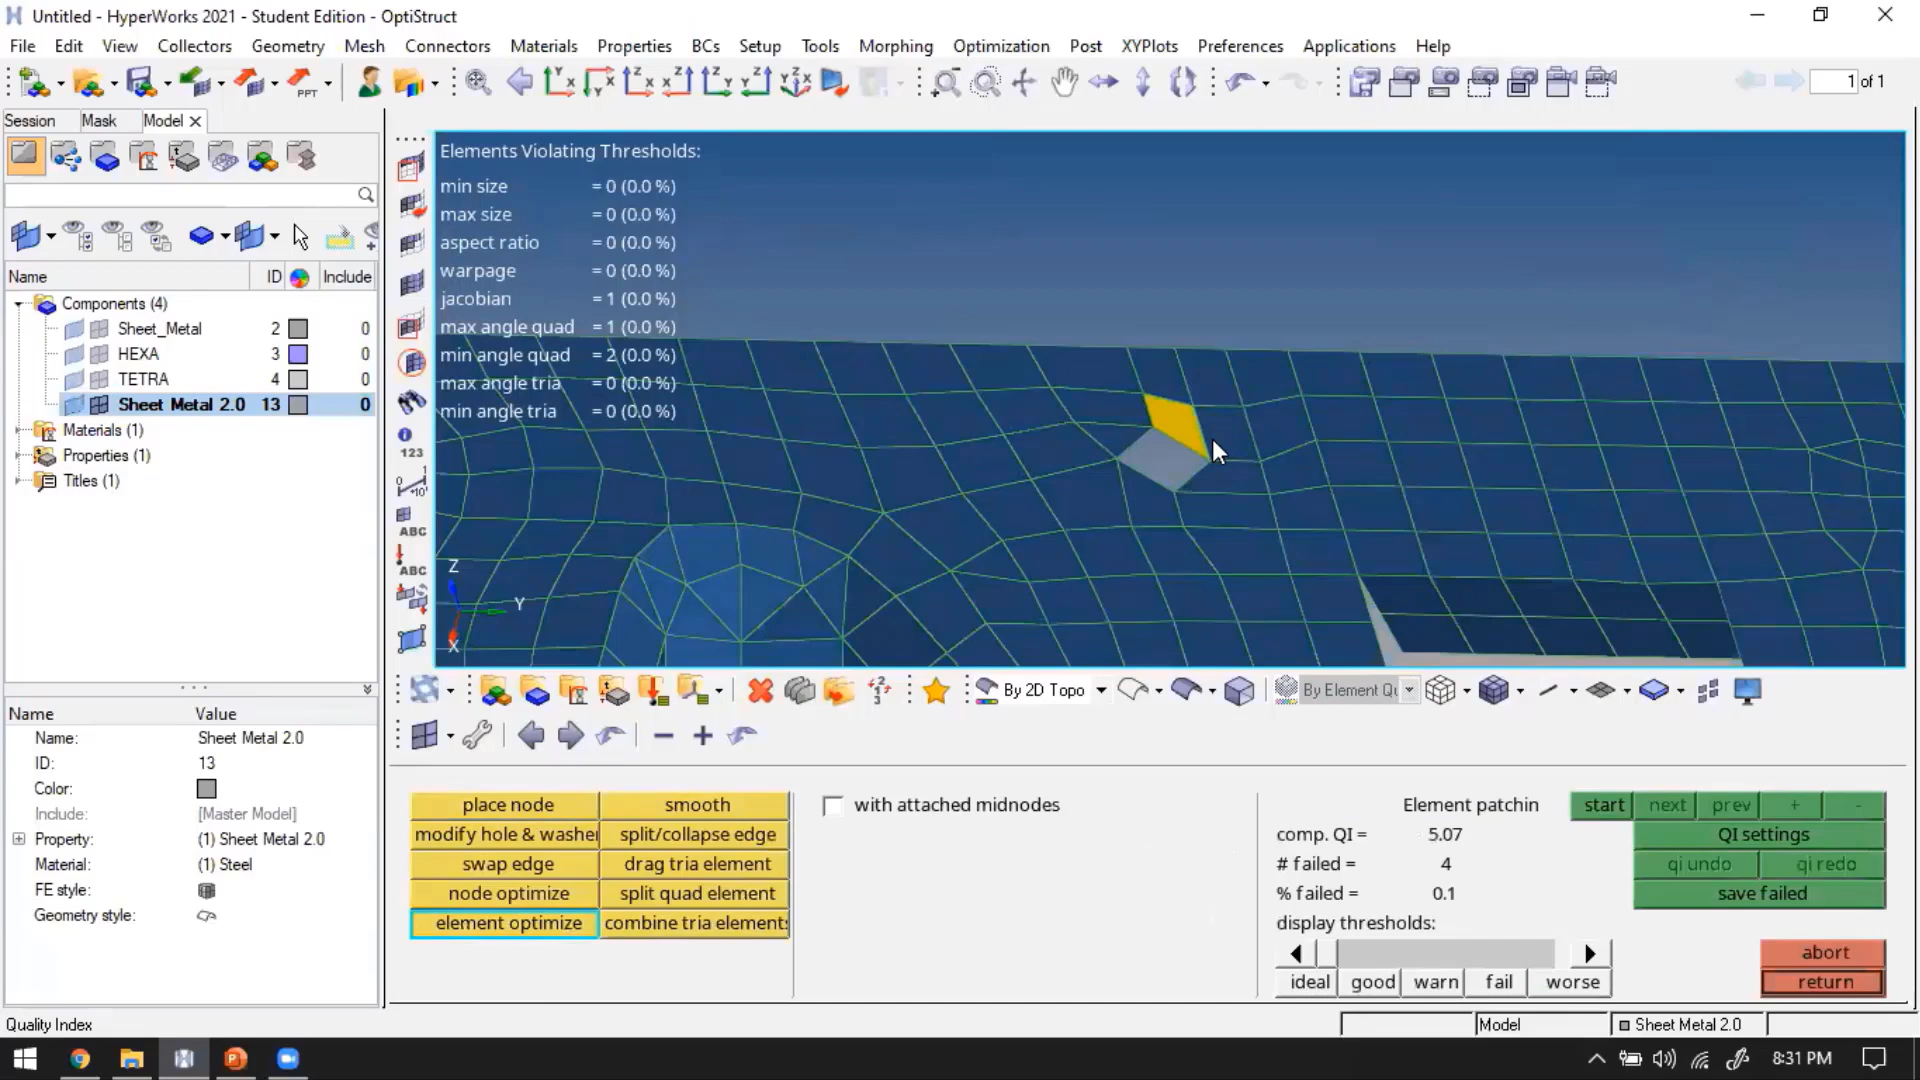 Untitled - HyperWorks 2021 - Student Edition - OptiStruct
File Edit View Collectors Geometry Mesh Connectors Materials Properties BCs Setup Tools Morphing Optimization Post XYPlots Preferences Applications Help
PPT
1 of 1
Session Mask Model
Name ID Include
Components (4)
Sheet_Metal 2 0
HEXA 3 0
TETRA 4 0
Sheet Metal 2.0 13 0
Materials (1)
Properties (1)
Titles (1)
Elements Violating Thresholds:
min size = 0 (0.0 %)
max size = 0 (0.0 %)
aspect ratio = 0 (0.0 %)
warpage = 0 (0.0 %)
jacobian = 1 (0.0 %)
max angle quad = 1 (0.0 %)
min angle quad = 2 (0.0 %)
max angle tria = 0 (0.0 %)
min angle tria = 0 (0.0 %)
123
ABC
ABC
Z
Y
X
By 2D Topo
By Element Qu
Name Value
Name: Sheet Metal 2.0
ID: 13
Color:
Include: [Master Model]
Property: (1) Sheet Metal 2.0
Material: (1) Steel
FE style:
Geometry style:
place node smooth
modify hole & washer split/collapse edge
swap edge drag tria element
node optimize split quad element
element optimize combine tria elements
with attached midnodes
Element patchin
comp. QI = 5.07
# failed = 4
% failed = 0.1
display thresholds:
ideal good warn fail worse
start next prev + -
QI settings
qi undo qi redo
save failed
abort
return
Quality Index
Model
Sheet Metal 2.0
8:31 PM